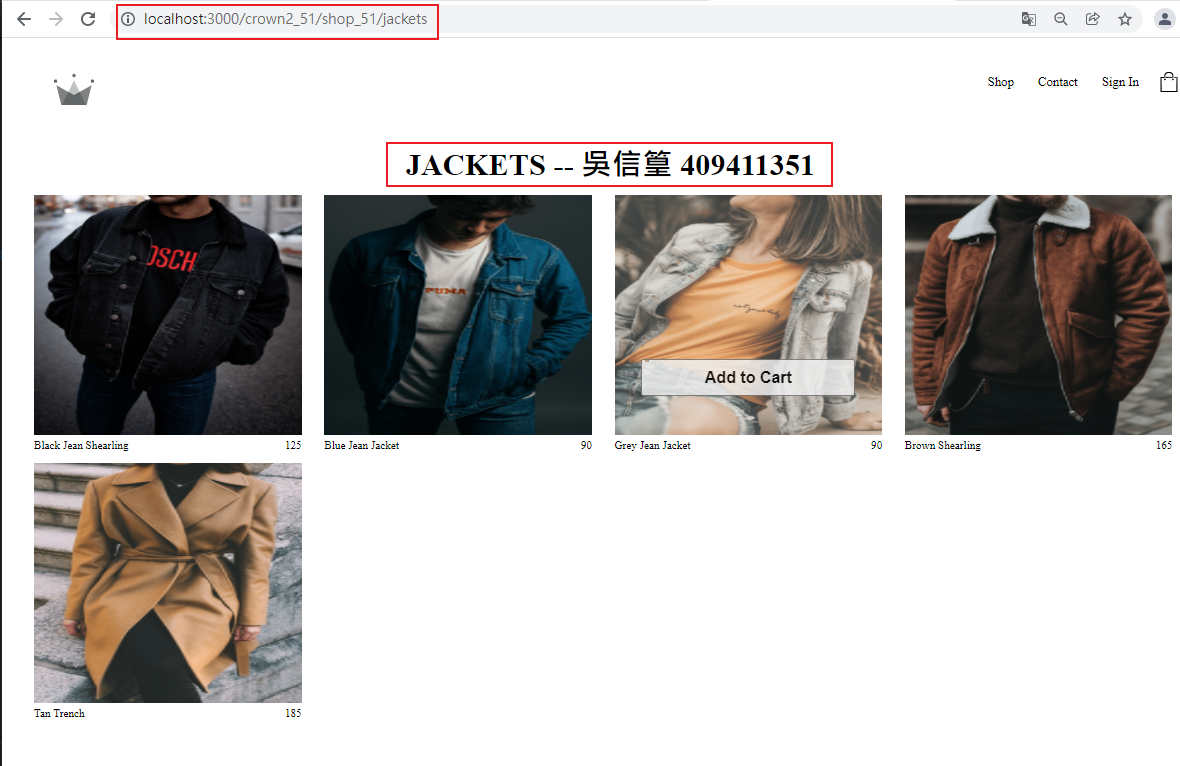 localhost:3000/crown2_51/shop_51/jackets
Shop Contact Sign In
JACKETS -- 吳信篁 409411351
OSCH
PUMA
Add to Cart
Black Jean Shearling 125
Blue Jean Jacket 90
Grey Jean Jacket 90
Brown Shearling 165
Tan Trench 185